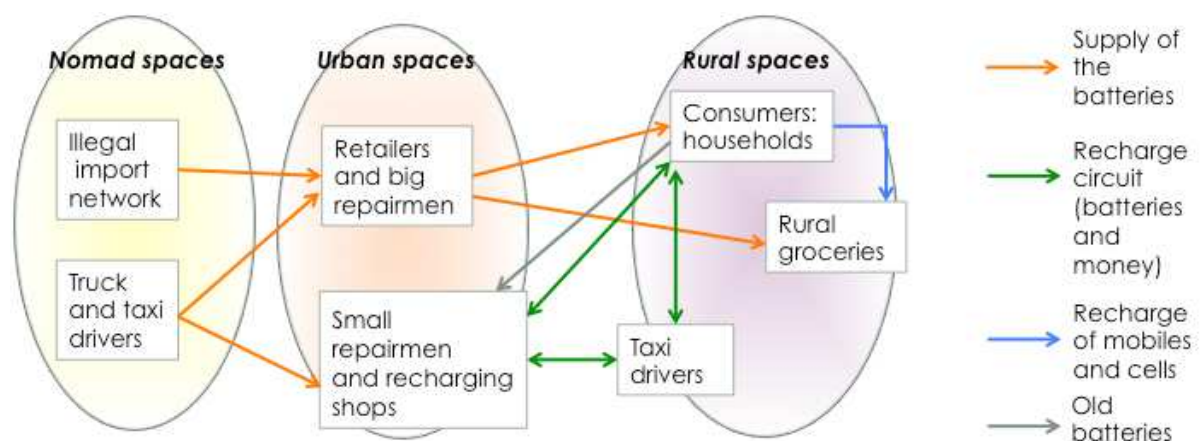 Nomad spaces
Urban spaces
Rural spaces
Illegal
import
network
Truck
and taxi
drivers
Retailers
and big
repairmen
Small
repairmen
and recharging
shops
Consumers:
households
Rural
groceries
Taxi
drivers
Supply of
the
batteries
Recharge
circuit
(batteries
and
money)
Recharge
of mobiles
and cells
Old
batteries